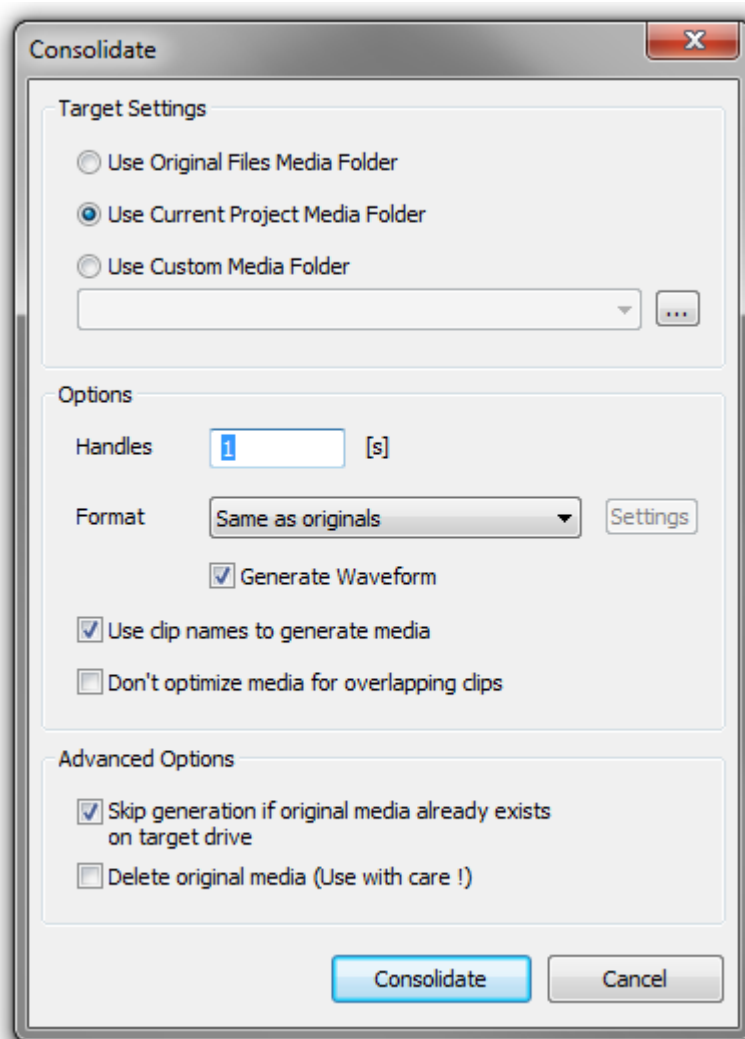 Consolidate
Target Settings
Use Original Files Media Folder
Use Current Project Media Folder
Use Custom Media Folder
...
Options
Handles 1 [s]
Format Same as originals Settings
Generate Waveform
Use clip names to generate media
Don't optimize media for overlapping clips
Advanced Options
Skip generation if original media already exists
on target drive
Delete original media (Use with care !)
Consolidate Cancel